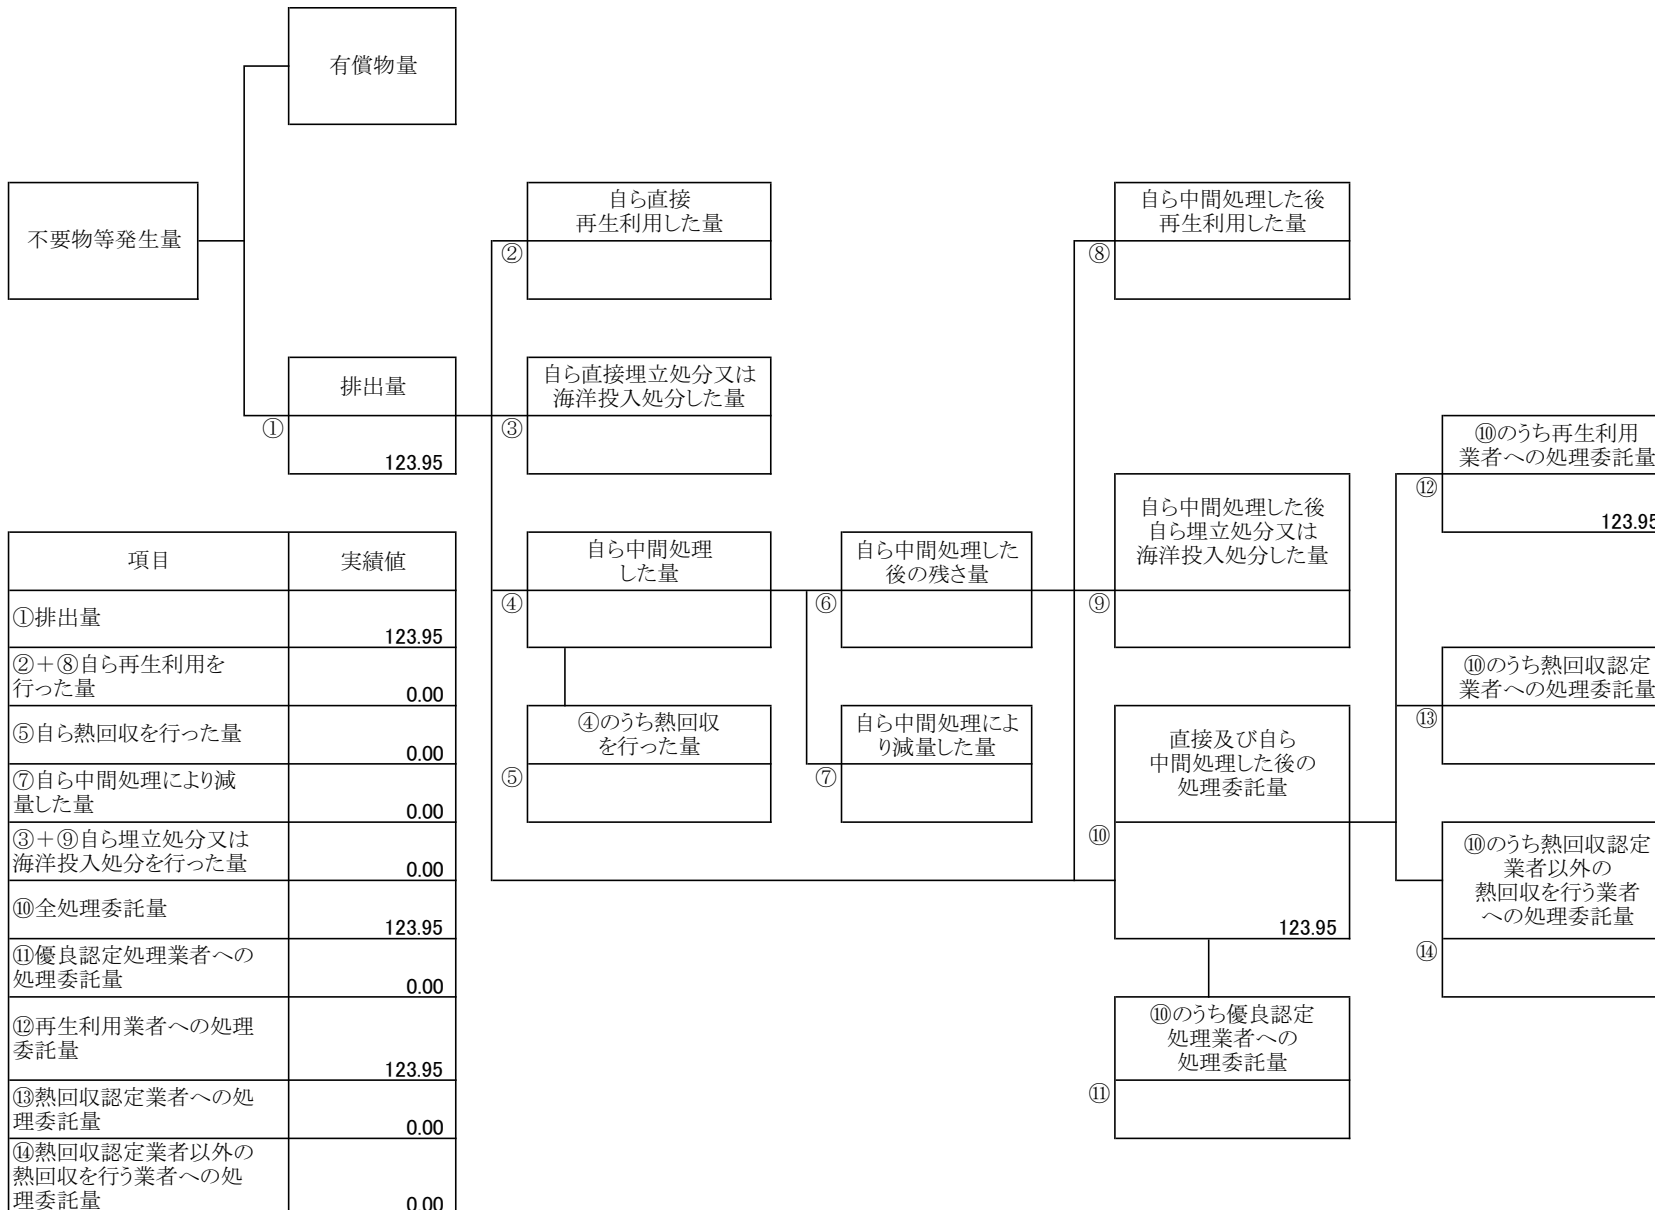 有償物量
不要物等発生量
自ら直接
再生利用した量
②
自ら中間処理した後
再生利用した量
⑧
排出量
①
123.95
自ら直接埋立処分又は
海洋投入処分した量
③
⑩のうち再生利用
業者への処理委託量
⑫
123.95
自ら中間処理した後
自ら埋立処分又は
海洋投入処分した量
⑨
自ら中間処理
した量
④
自ら中間処理した
後の残さ量
⑥
⑩のうち熱回収認定
業者への処理委託量
⑬
④のうち熱回収
を行った量
⑤
自ら中間処理によ
り減量した量
⑦
直接及び自ら
中間処理した後の
処理委託量
⑩
123.95
⑩のうち熱回収認定
業者以外の
熱回収を行う業者
への処理委託量
⑭
⑩のうち優良認定
処理業者への
処理委託量
⑪
項目 実績値
①排出量
123.95
②+⑧自ら再生利用を
行った量
0.00
⑤自ら熱回収を行った量
0.00
⑦自ら中間処理により減
量した量
0.00
③+⑨自ら埋立処分又は
海洋投入処分を行った量
0.00
⑩全処理委託量
123.95
⑪優良認定処理業者への
処理委託量
0.00
⑫再生利用業者への処理
委託量
123.95
⑬熱回収認定業者への処
理委託量
0.00
⑭熱回収認定業者以外の
熱回収を行う業者への処
理委託量
0.00